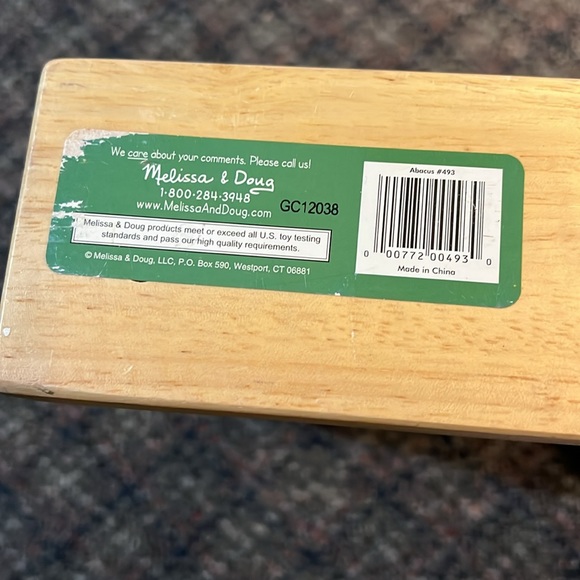 We care about your comments. Please call us!
Melissa & Doug
1-800-284-3948
www.MelissaAndDoug.com
GC12038
Melissa & Doug products meet or exceed all U.S. toy testing
standards and pass our high quality requirements.
© Melissa & Doug, LLC, P.O. Box 590, Westport, CT 06881
Abacus #493
0 00772 00493 0
Made in China